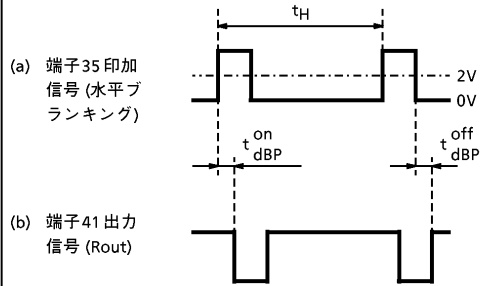 tH
(a) 端子35印加
信号 (水平ブ
ランキング)
2V
0V
t on dBP
t off dBP
(b) 端子41出力
信号 (Rout)